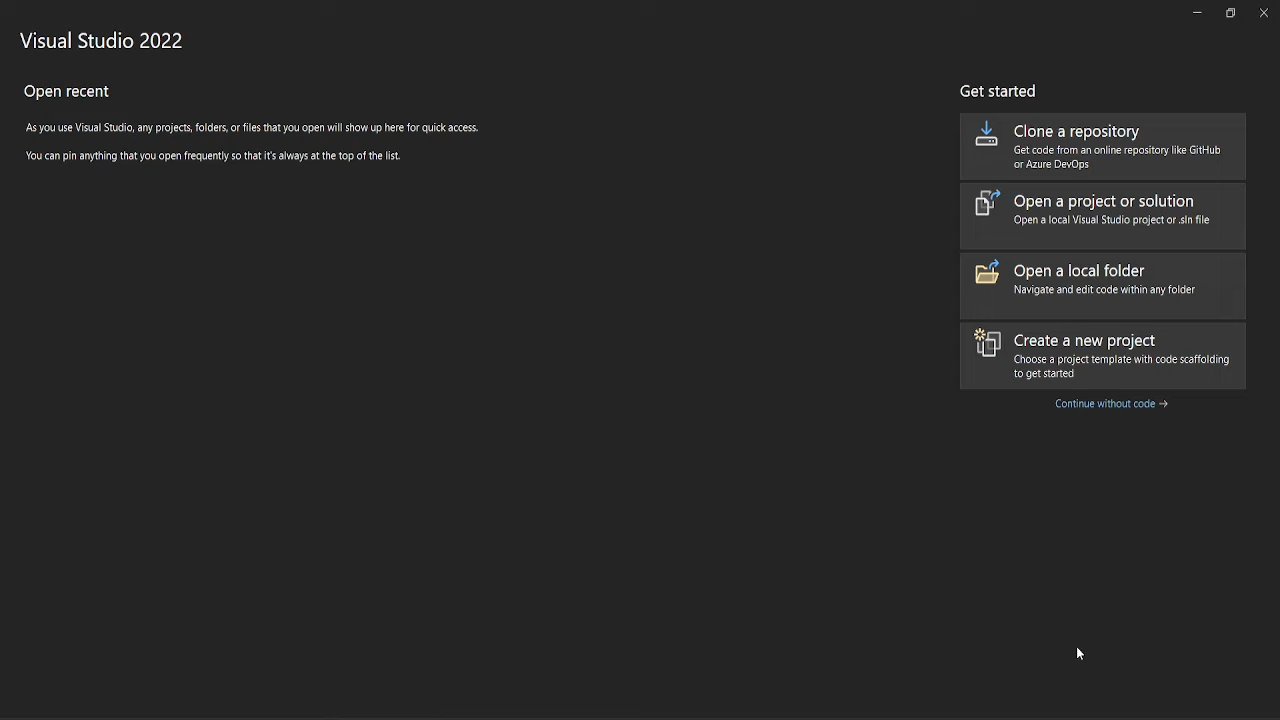 Visual Studio 2022
Open recent
As you use Visual Studio, any projects, folders, or files that you open will show up here for quick access.
You can pin anything that you open frequently so that it's always at the top of the list.
Get started
Clone a repository
Get code from an online repository like GitHub
or Azure DevOps
Open a project or solution
Open a local Visual Studio project or .sln file
Open a local folder
Navigate and edit code within any folder
Create a new project
Choose a project template with code scaffolding
to get started
Continue without code →